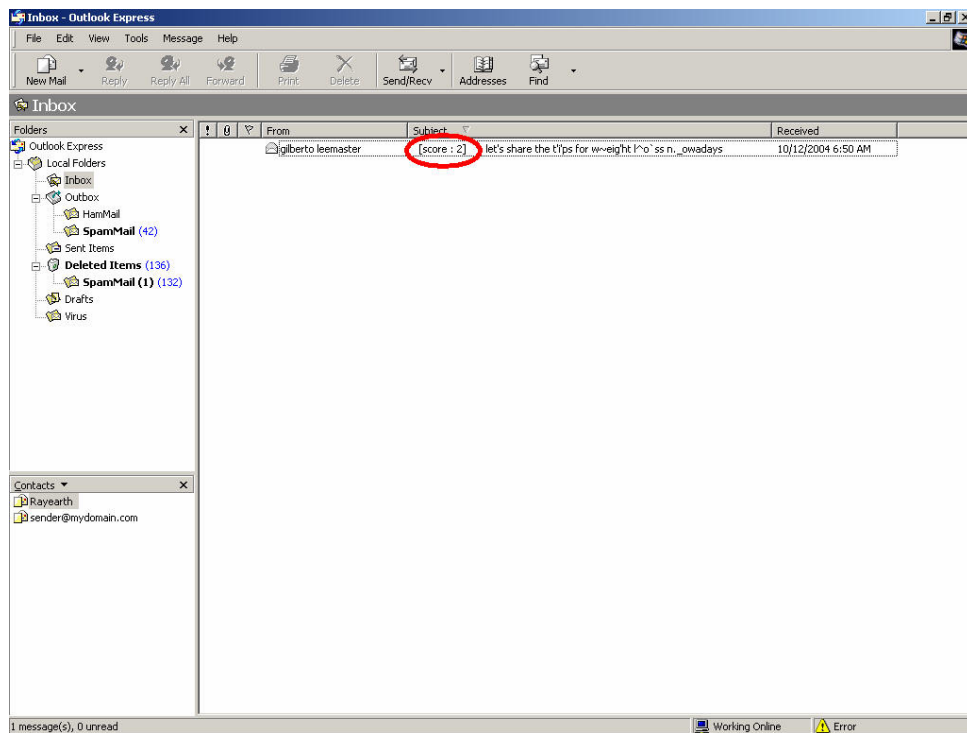 Inbox - Outlook Express
File Edit View Tools Message Help
New Mail Reply Reply All Forward Print Delete Send/Recv Addresses Find
Inbox
Folders
! From Subject Received
Outlook Express
gilberto leemaster [score : 2] let's share the t'i'ps for w~eig'ht l^o`ss n._owadays 10/12/2004 6:50 AM
Local Folders
Inbox
Outbox
HamMail
SpamMail (42)
Sent Items
Deleted Items (136)
SpamMail (1) (132)
Drafts
Virus
Contacts
Rayearth
sender@mydomain.com
1 message(s), 0 unread Working Online Error